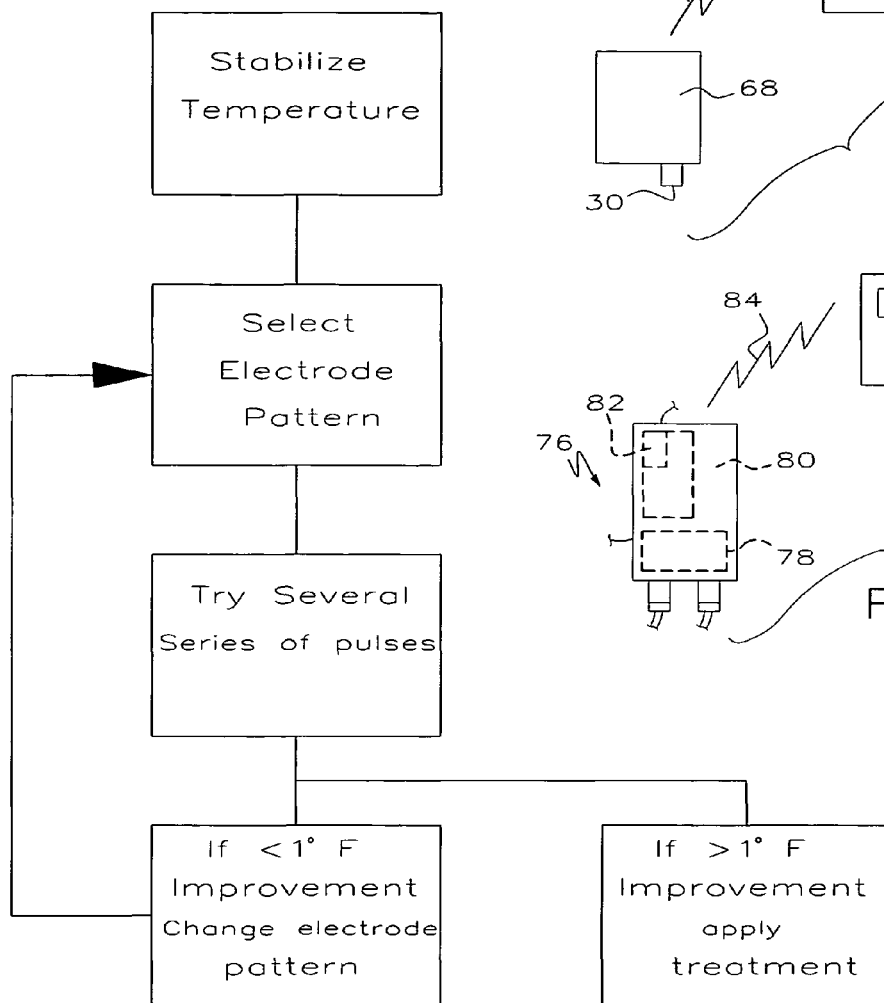 Stabilize
Temperature
Select
Electrode
Pattern
Try Several
Series of pulses
If <1° F
Improvement
Change electrode
pattern
If >1° F
Improvement
apply
treatment
68
30
84
82
76
80
78
F